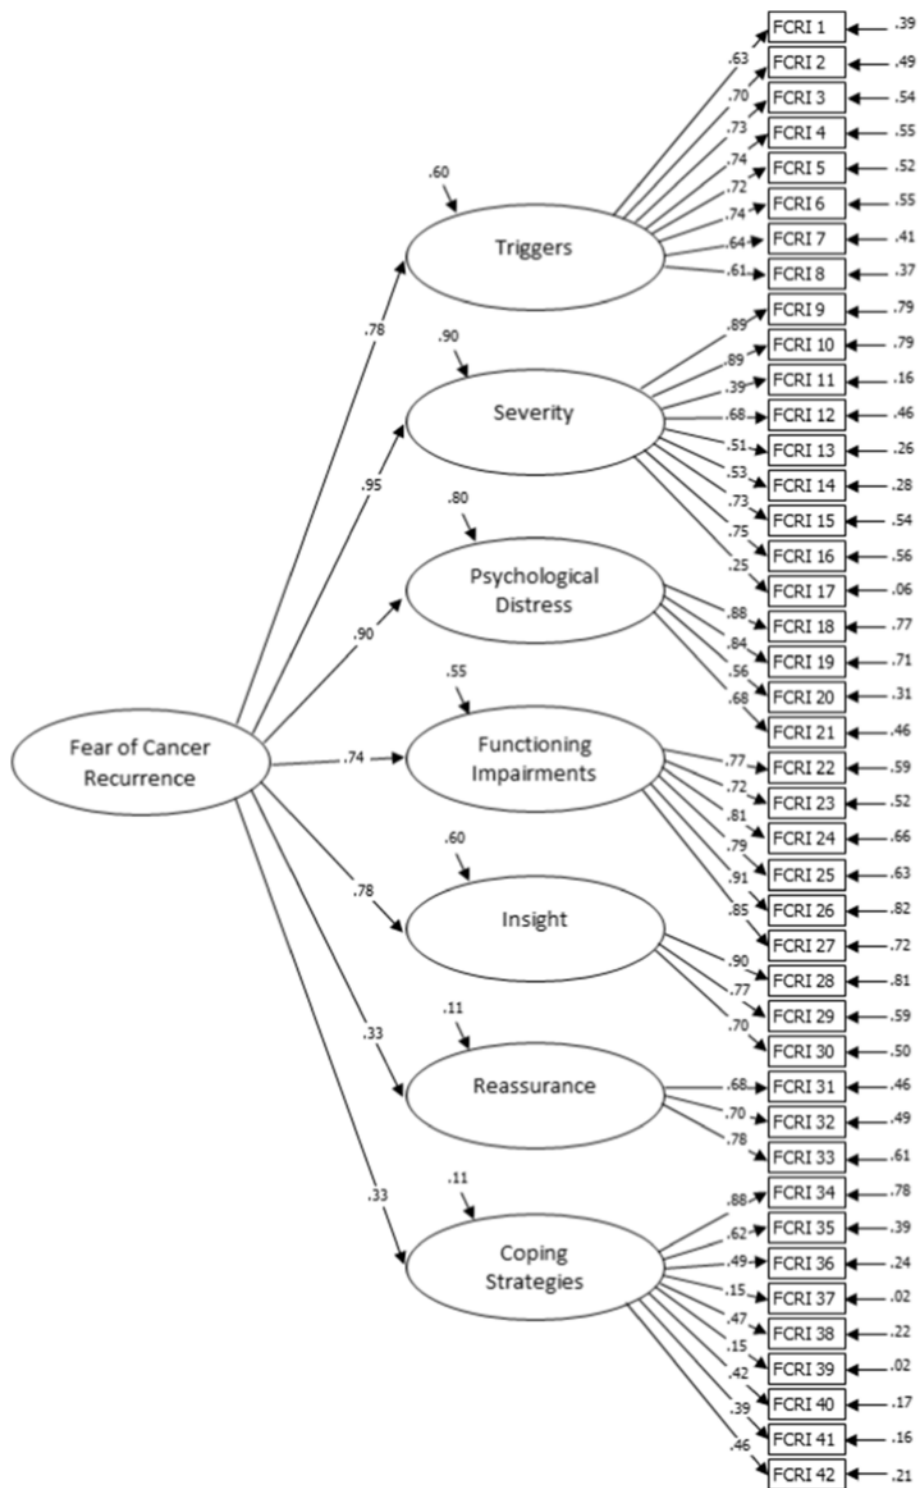 FCRI 1
.39
.63
FCRI 2
.49
.70
FCRI 3
.54
.73
FCRI 4
.55
.74
FCRI 5
.52
.72
FCRI 6
.55
.74
FCRI 7
.41
.64
FCRI 8
.37
.61
.60
Triggers
.78
FCRI 9
.79
.89
FCRI 10
.79
.89
FCRI 11
.16
.39
FCRI 12
.46
.68
FCRI 13
.26
.51
FCRI 14
.28
.53
FCRI 15
.54
.73
FCRI 16
.56
.75
FCRI 17
.06
.25
.90
Severity
.95
.80
Psychological
Distress
.90
FCRI 18
.77
.88
FCRI 19
.71
.84
FCRI 20
.31
.56
FCRI 21
.46
.68
.55
Functioning
Impairments
.74
Fear of Cancer
Recurrence
FCRI 22
.59
.77
FCRI 23
.52
.72
FCRI 24
.66
.81
FCRI 25
.63
.79
FCRI 26
.82
.91
FCRI 27
.72
.85
.60
Insight
.78
FCRI 28
.81
.90
FCRI 29
.59
.77
FCRI 30
.50
.70
.11
Reassurance
.33
FCRI 31
.46
.68
FCRI 32
.49
.70
FCRI 33
.61
.78
.11
Coping
Strategies
.33
FCRI 34
.78
.88
FCRI 35
.39
.62
FCRI 36
.24
.49
FCRI 37
.02
.15
FCRI 38
.22
.47
FCRI 39
.02
.15
FCRI 40
.17
.42
FCRI 41
.16
.39
FCRI 42
.21
.46